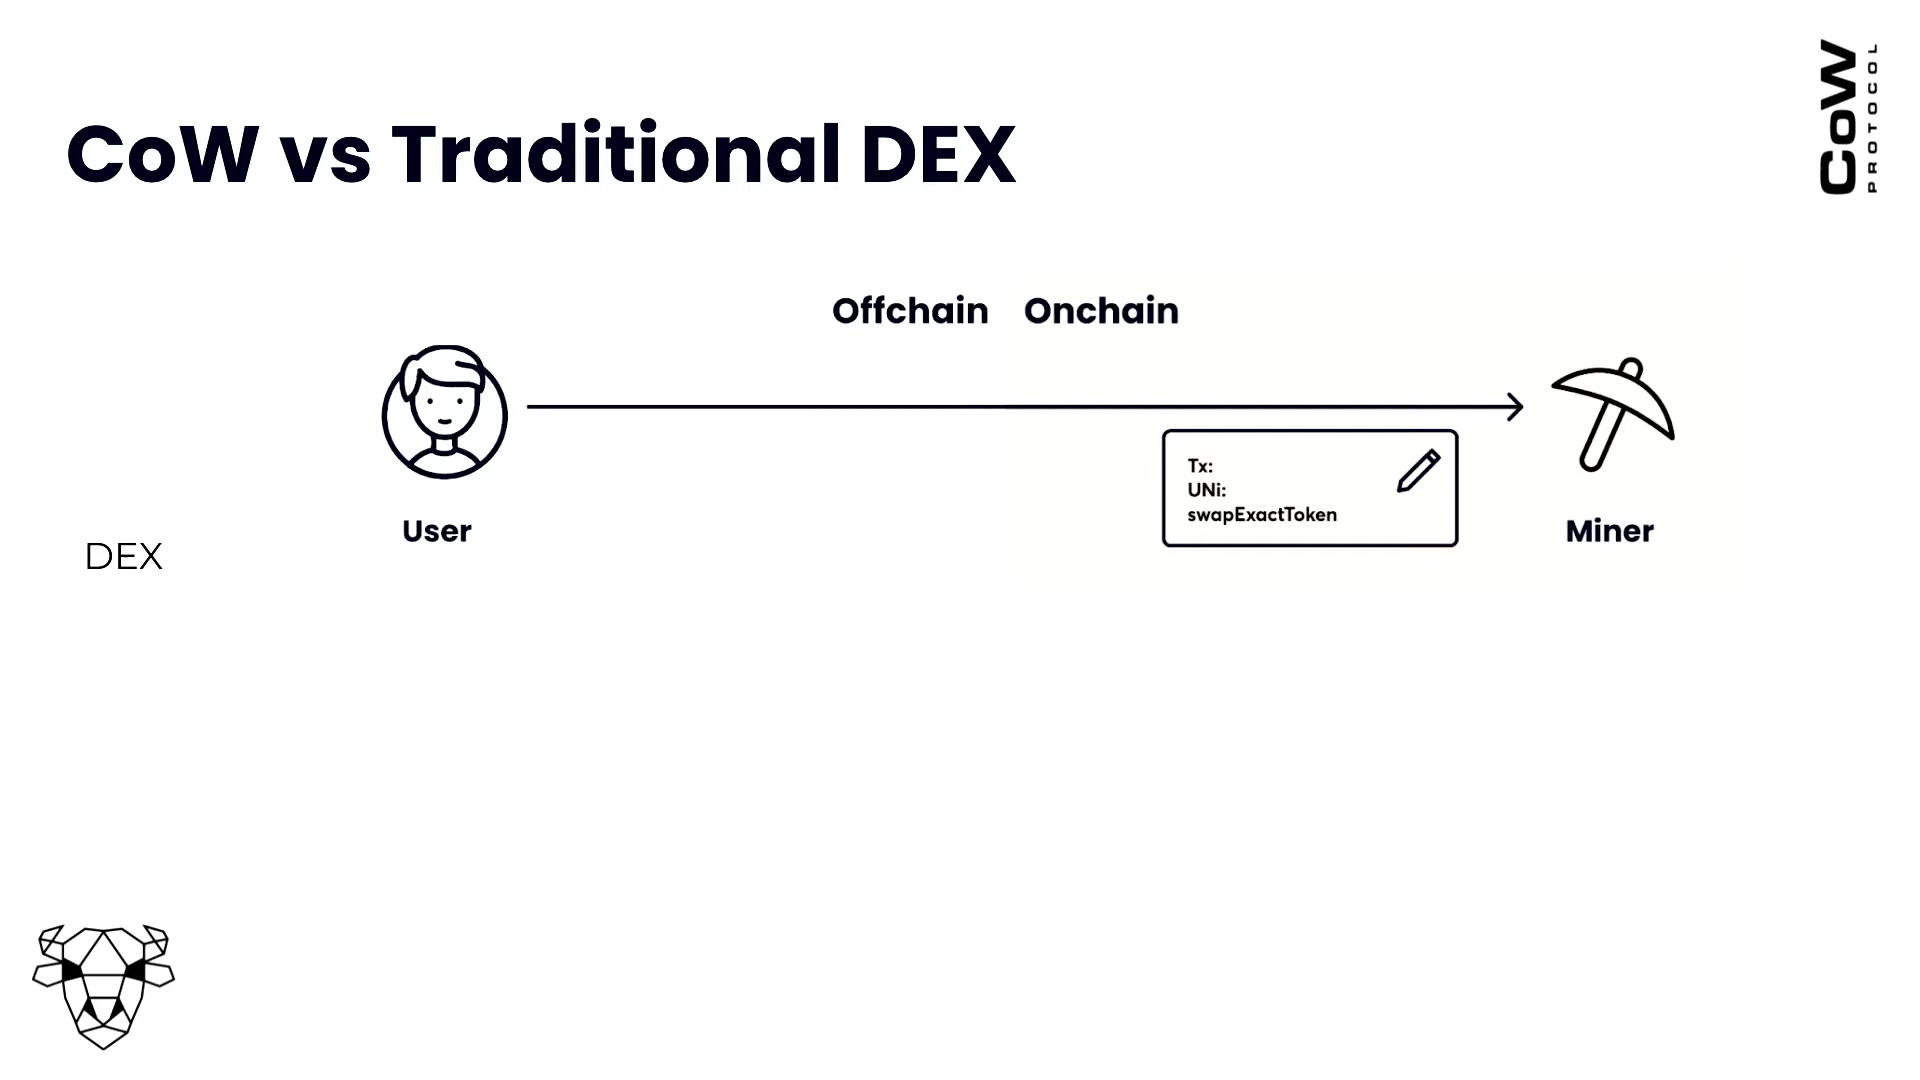 CoW vs Traditional DEX
CoW
PROTOCOL
Offchain Onchain
Tx:
UNi:
swapExactToken
User
Miner
DEX